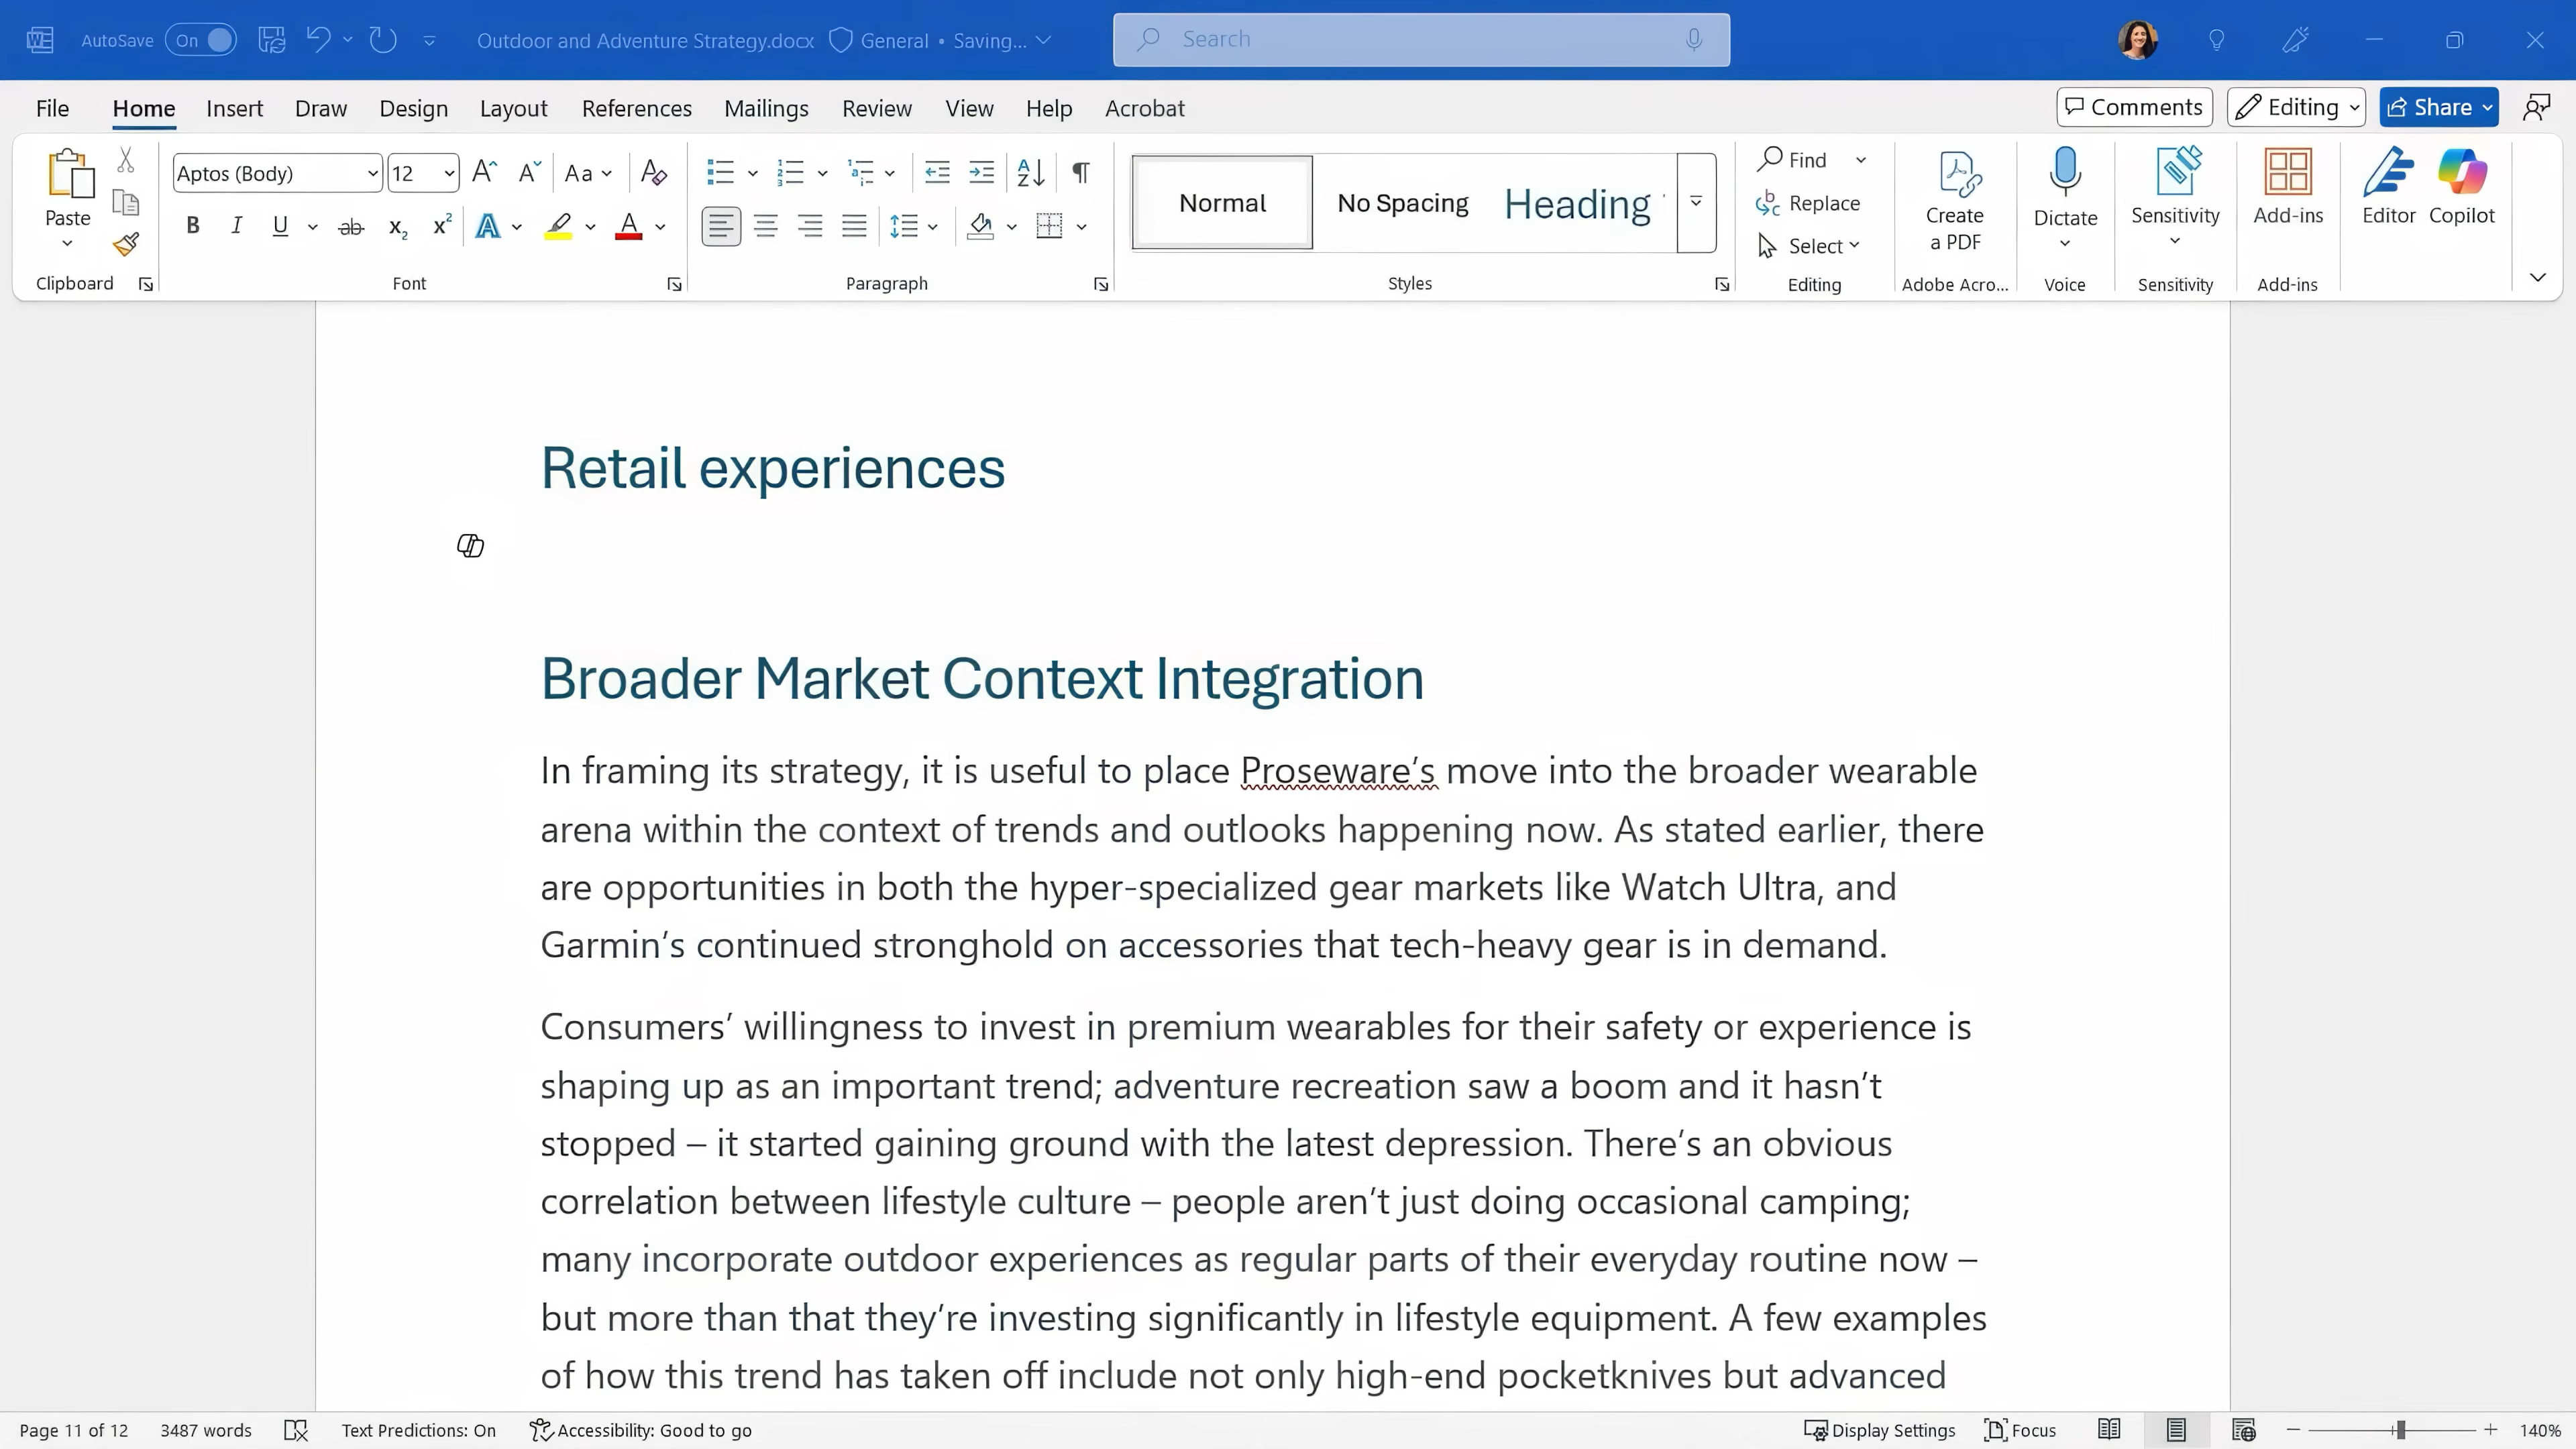 AutoSave On Outdoor and Adventure Strategy.docx General • Saving... Search
File Home Insert Draw Design Layout References Mailings Review View Help Acrobat Comments Editing Share
Paste
Clipboard
Aptos (Body) 12 Aa
B I U ab x₂ x² A A
Font
Paragraph
Normal No Spacing Heading
Styles
Find
Replace
Select
Editing
Create
a PDF
Adobe Acro...
Dictate
Voice
Sensitivity
Sensitivity
Add-ins
Add-ins
Editor
Copilot
Retail experiences
Broader Market Context Integration
In framing its strategy, it is useful to place Proseware’s move into the broader wearable
arena within the context of trends and outlooks happening now. As stated earlier, there
are opportunities in both the hyper-specialized gear markets like Watch Ultra, and
Garmin’s continued stronghold on accessories that tech-heavy gear is in demand.
Consumers’ willingness to invest in premium wearables for their safety or experience is
shaping up as an important trend; adventure recreation saw a boom and it hasn’t
stopped – it started gaining ground with the latest depression. There’s an obvious
correlation between lifestyle culture – people aren’t just doing occasional camping;
many incorporate outdoor experiences as regular parts of their everyday routine now –
but more than that they’re investing significantly in lifestyle equipment. A few examples
of how this trend has taken off include not only high-end pocketknives but advanced
Page 11 of 12 3487 words Text Predictions: On Accessibility: Good to go Display Settings Focus 140%